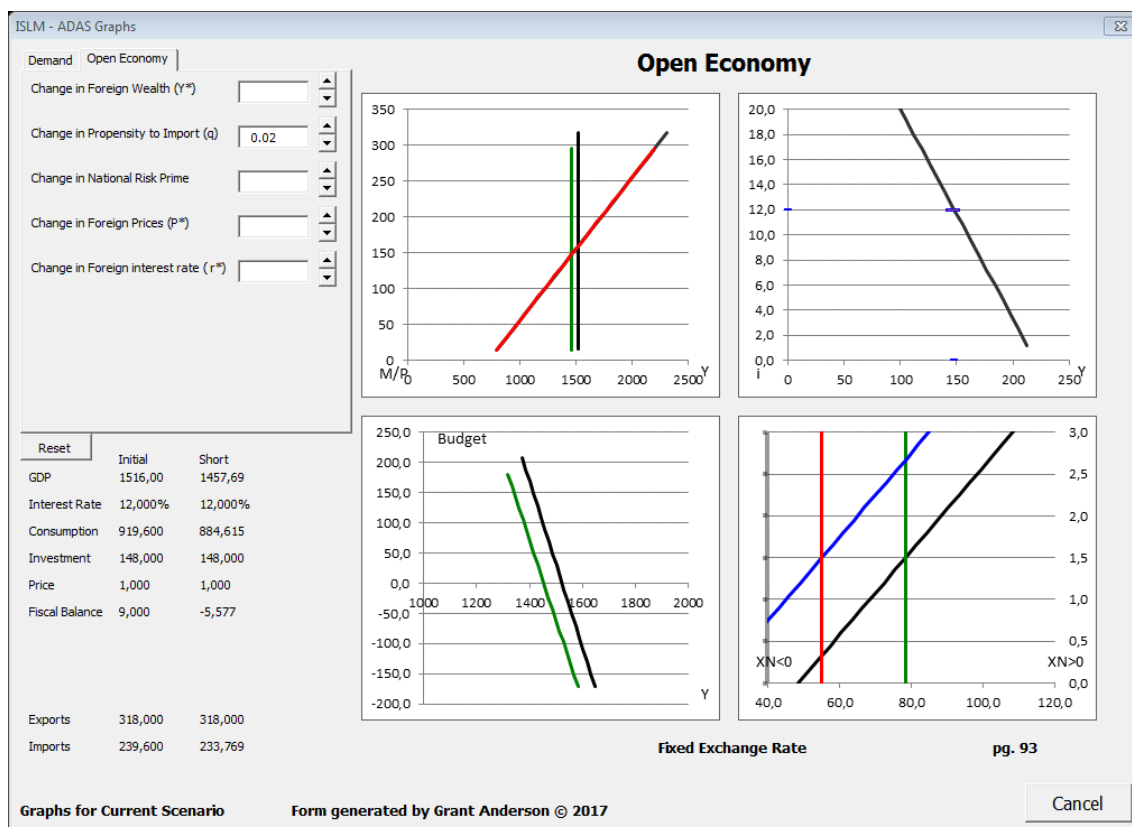 ISLM - ADAS Graphs
Demand Open Economy
Change in Foreign Wealth (Y*)
Change in Propensity to Import (q) 0.02
Change in National Risk Prime
Change in Foreign Prices (P*)
Change in Foreign interest rate ( r*)
Reset
Initial Short
GDP 1516,00 1457,69
Interest Rate 12,000% 12,000%
Consumption 919,600 884,615
Investment 148,000 148,000
Price 1,000 1,000
Fiscal Balance 9,000 -5,577
Exports 318,000 318,000
Imports 239,600 233,769
Open Economy
350
300
250
200
150
100
50
0
M/P 0 500 1000 1500 2000 2500 Y
20,0
18,0
16,0
14,0
12,0
10,0
8,0
6,0
4,0
2,0
0,0
i 0 50 100 150 200 250 Y
Budget
250,0
200,0
150,0
100,0
50,0
0,0
1000 1200 1400 1600 1800 2000
-50,0
-100,0
-150,0
-200,0
Y
3,0
2,5
2,0
1,5
1,0
0,5
0,0
XN<0 XN>0
40,0 60,0 80,0 100,0 120,0
Fixed Exchange Rate pg. 93
Graphs for Current Scenario Form generated by Grant Anderson © 2017 Cancel